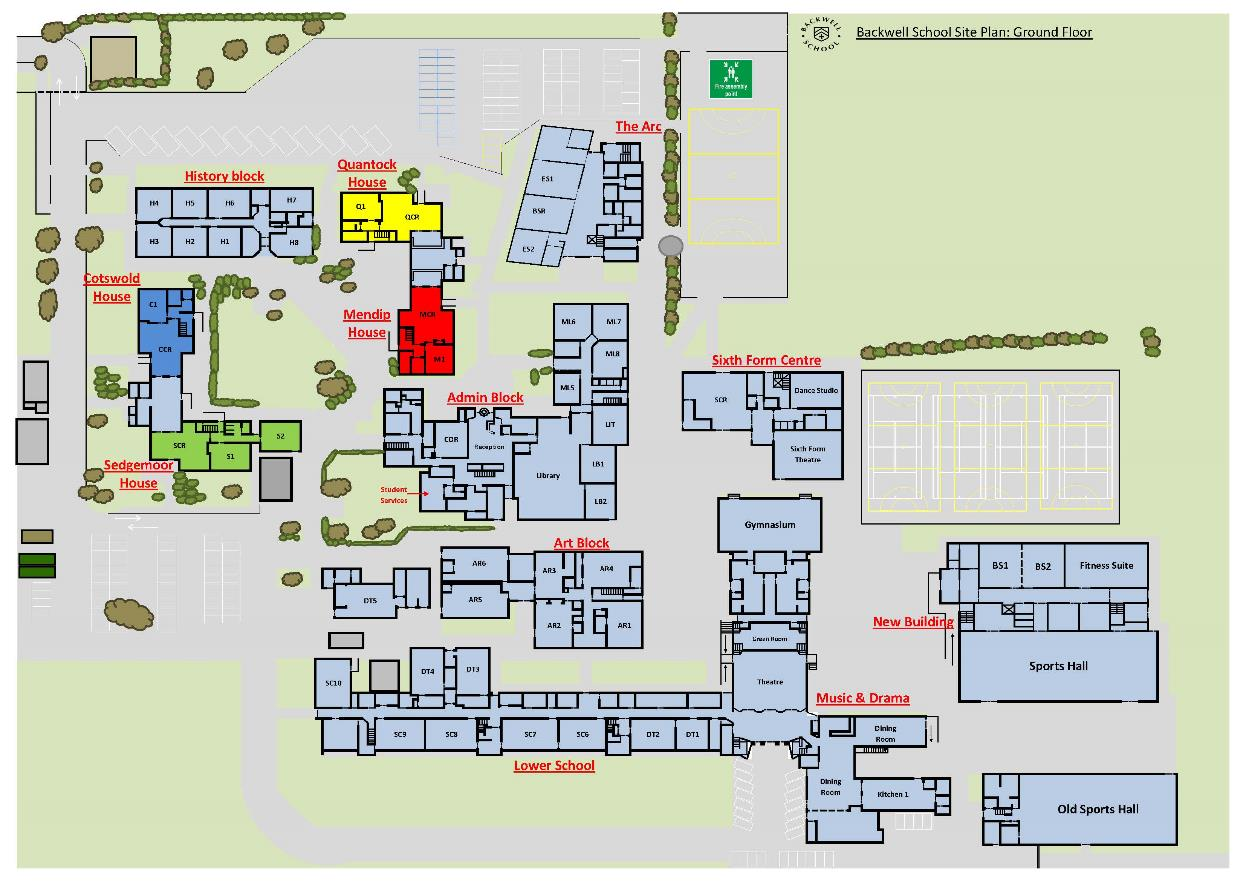 BACKWELL SCHOOL
Backwell School Site Plan: Ground Floor
Fire assembly
point
The Arc
Quantock
House
History block
H4
H5
H6
H7
H3
H2
H1
H8
Q1
QCR
ES1
BSR
ES2
Cotswold
House
C1
CCR
Mendip
House
MCR
M1
ML6
ML7
ML8
ML5
Sixth Form Centre
SCR
Dance Studio
Sixth Form
Theatre
Admin Block
COR
Reception
Library
LIT
LB1
LB2
Student
Services
SCR
S1
S2
Sedgemoor
House
Gymnasium
Art Block
AR6
AR3
AR4
AR5
AR2
AR1
DT5
BS1
BS2
Fitness Suite
New Building
Sports Hall
Green Room
Theatre
SC10
DT4
DT3
Music & Drama
SC9
SC8
SC7
SC6
DT2
DT1
Lower School
Dining
Room
Dining
Room
Kitchen 1
Old Sports Hall